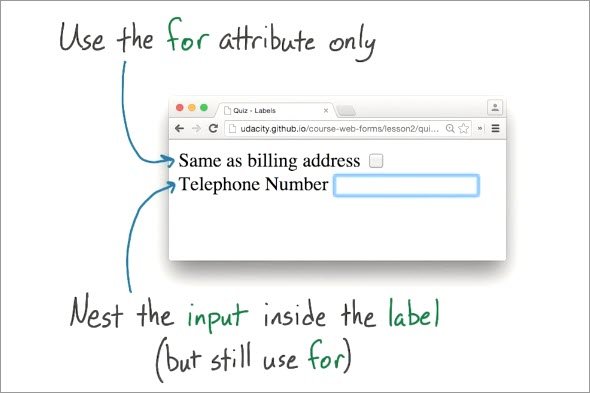 Use the for attribute only
Quiz - Labels
udacity.github.io/course-web-forms/lesson2/qui...
Same as billing address
Telephone Number
Nest the input inside the label
(but still use for)